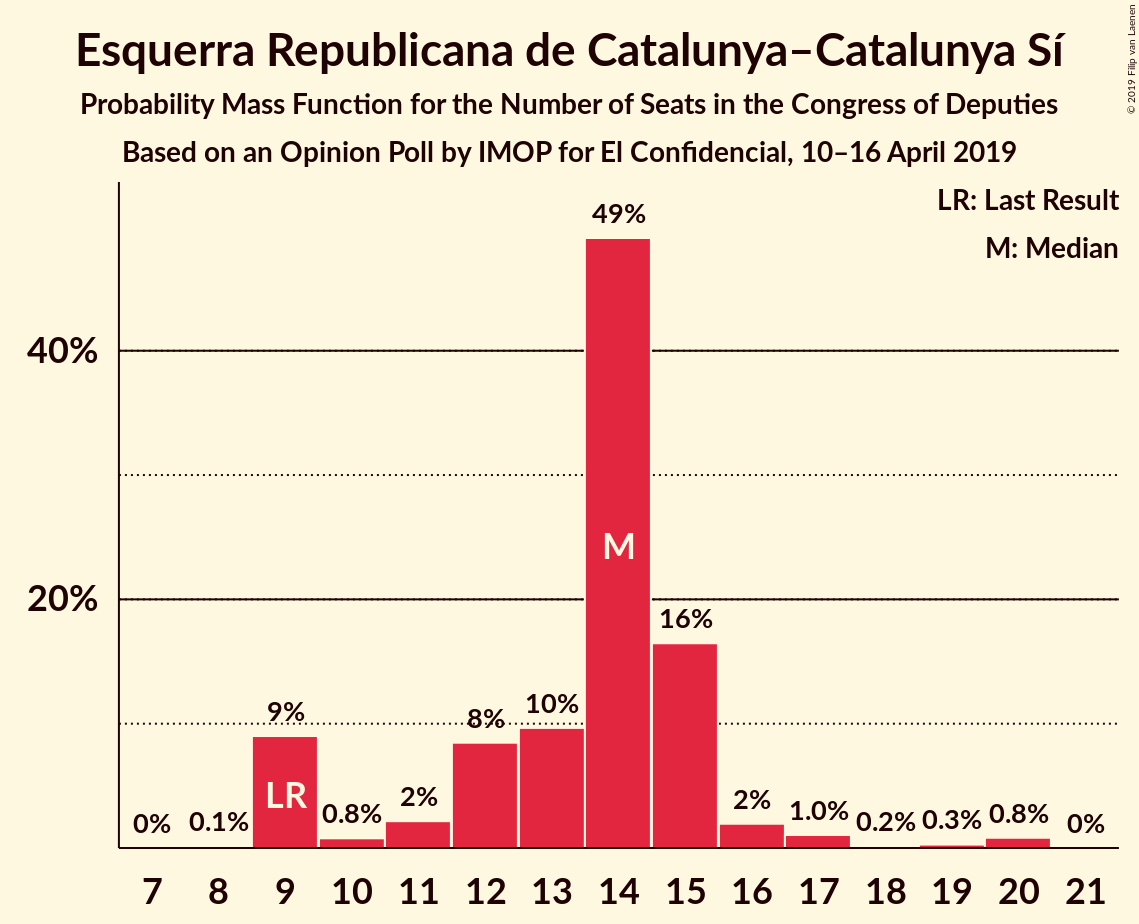 Esquerra Republicana de Catalunya–Catalunya Sí
Probability Mass Function for the Number of Seats in the Congress of Deputies
Based on an Opinion Poll by IMOP for El Confidencial, 10–16 April 2019
© 2019 Filip van Laenen
LR: Last Result
M: Median
40%
20%
0%
0.1%
9%
LR
0.8%
2%
8%
10%
49%
M
16%
2%
1.0%
0.2%
0.3%
0.8%
0%
7 8 9 10 11 12 13 14 15 16 17 18 19 20 21